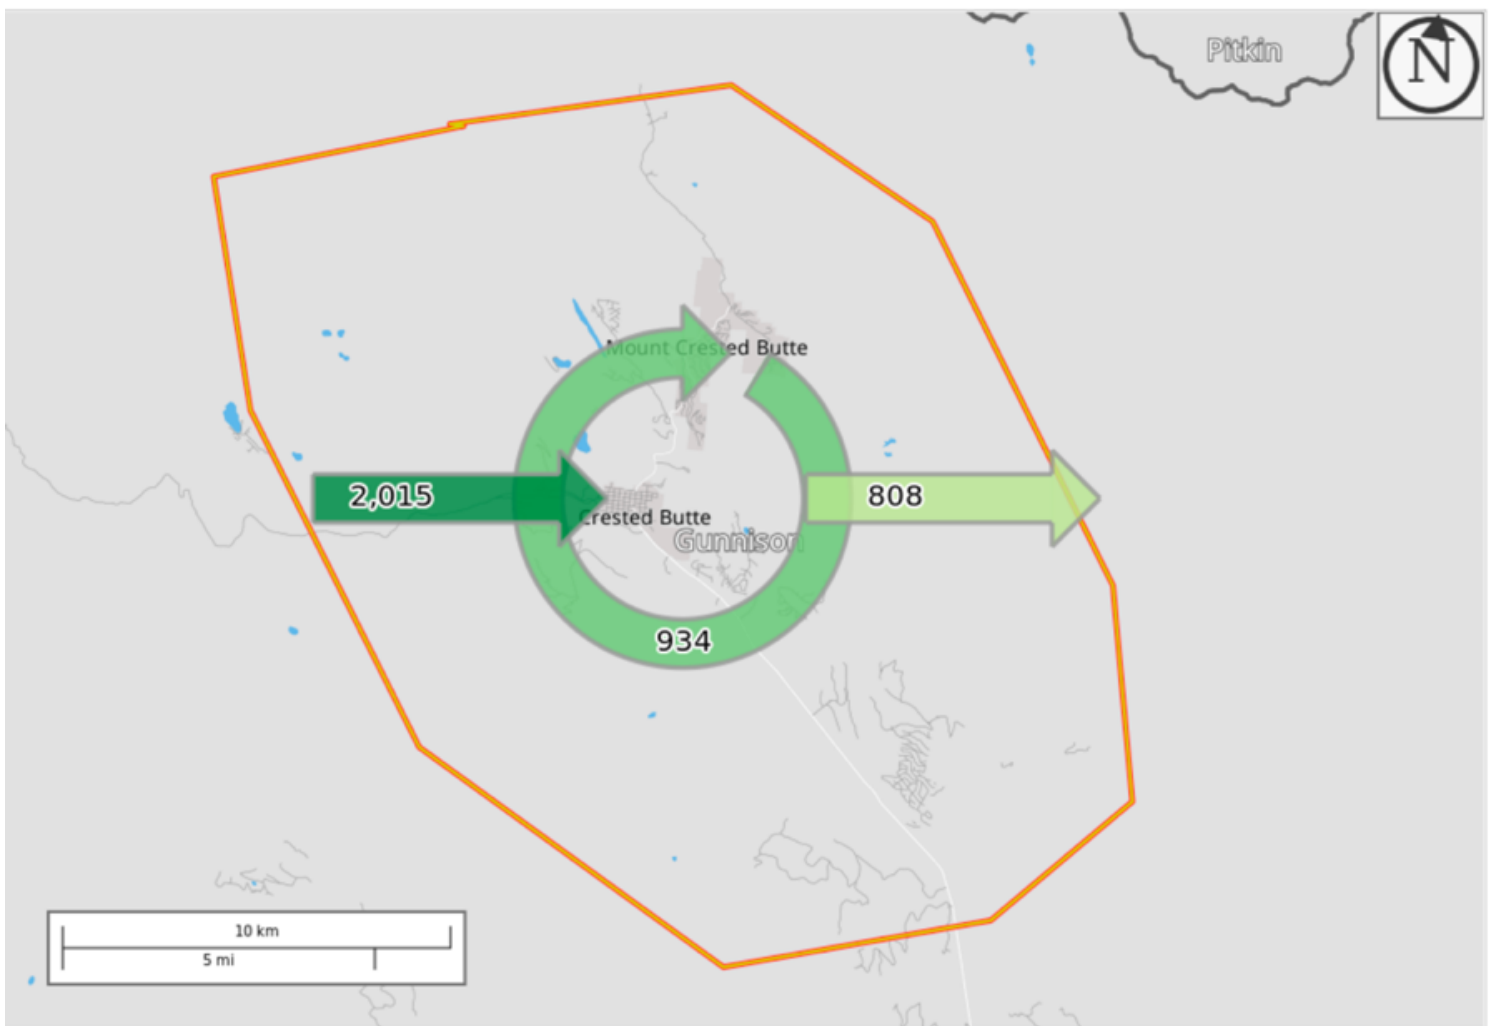 Pitkin
N
Mount Crested Butte
2,015
808
Crested Butte
Gunnison
934
10 km
5 mi